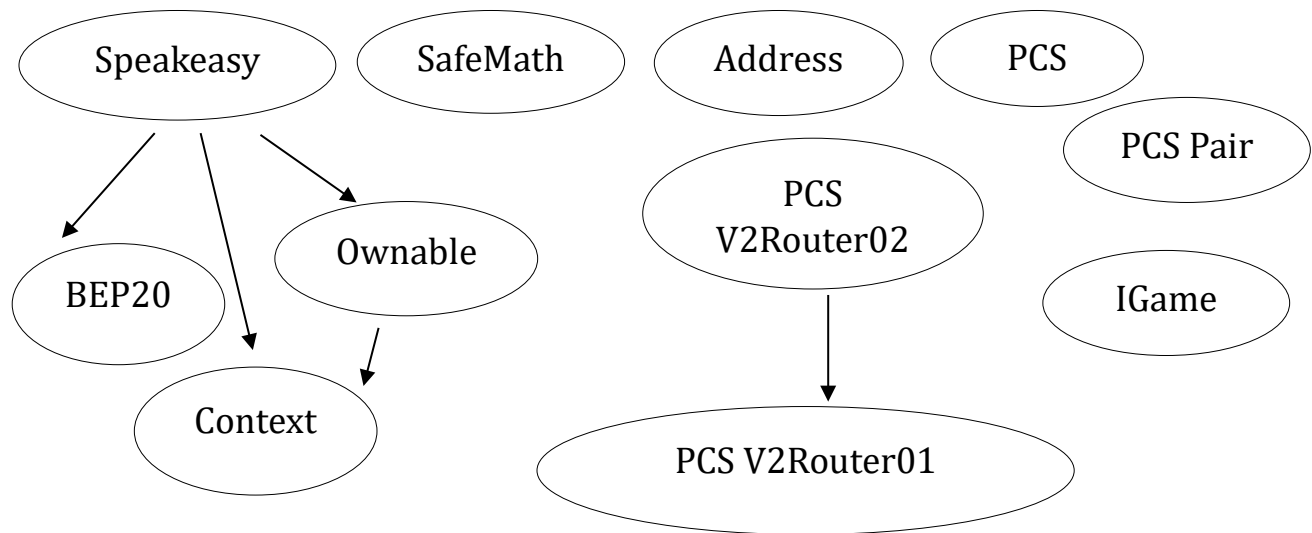 Speakeasy
SafeMath
Address
PCS
PCS Pair
PCS
V2Router02
Ownable
BEP20
IGame
Context
PCS V2Router01